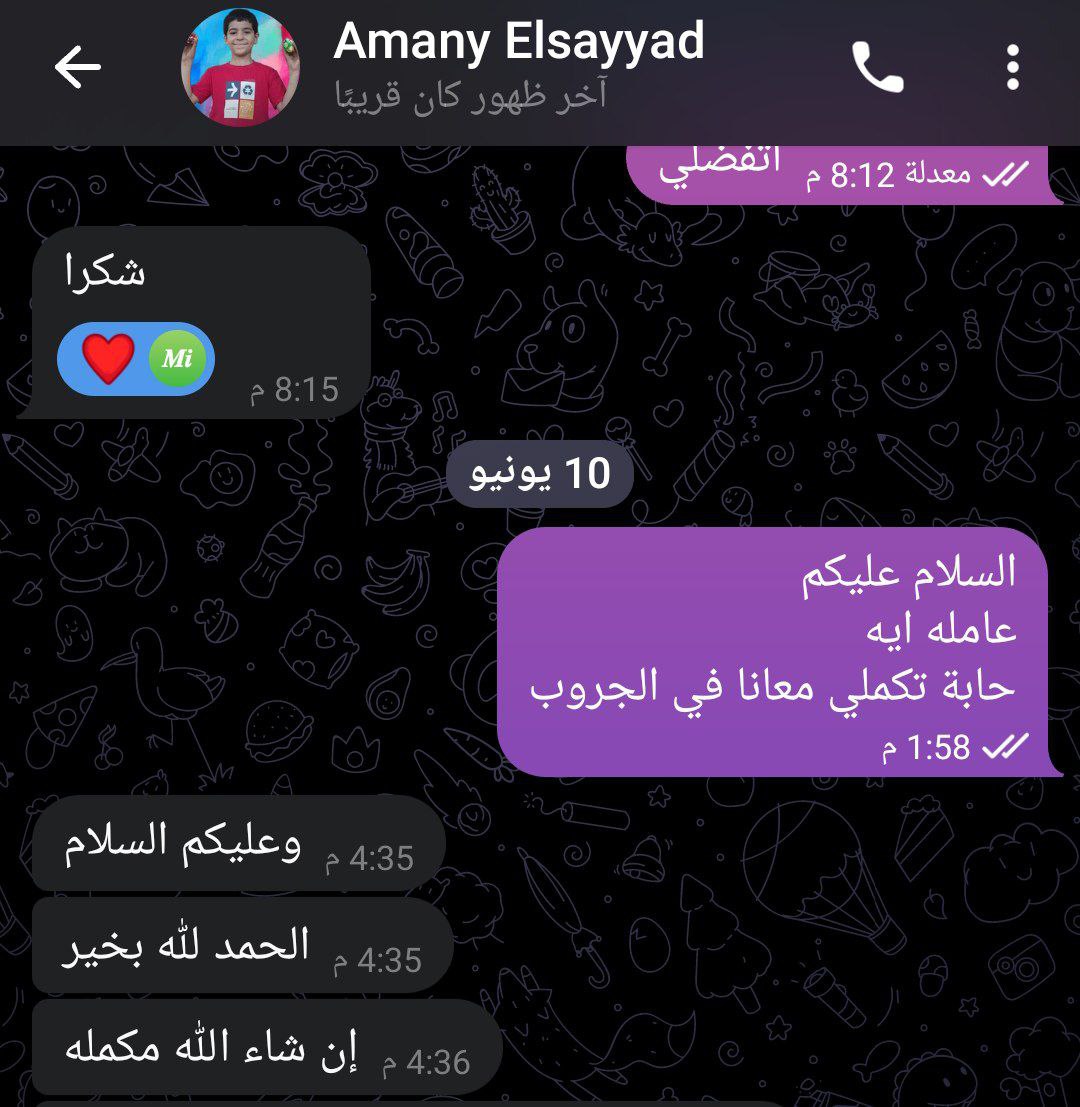 Amany Elsayyad
آخر ظهور كان قريبًا
اتفضلي
معدلة 8:12 م
شكرا
Mi
8:15 م
10 يونيو
السلام عليكم
عامله ايه
حابة تكملي معانا في الجروب
1:58 م
وعليكم السلام
4:35 م
الحمد لله بخير
4:35 م
إن شاء الله مكمله
4:36 م